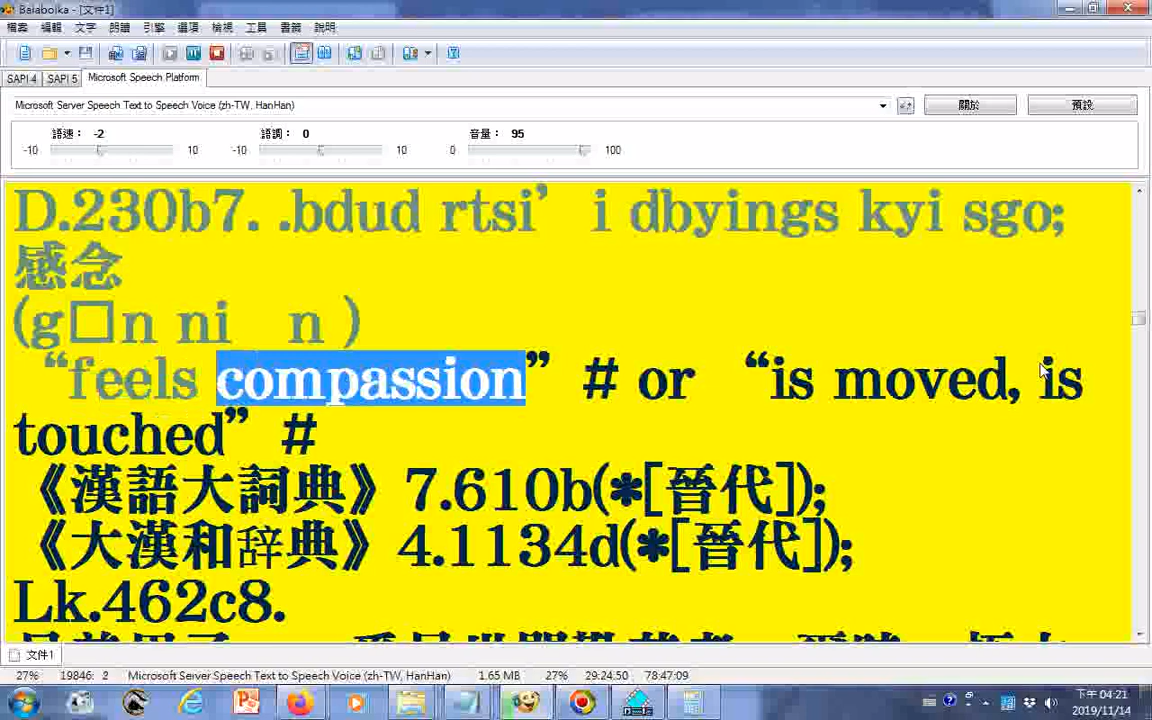 Balabolka - [文件1]
檔案 編輯 文字 朗讀 引擎 選項 檢視 工具 書籤 說明
SAPI 4 SAPI 5 Microsoft Speech Platform
Microsoft Server Speech Text to Speech Voice (zh-TW, HanHan) 關於 預設
語速： -2 語調： 0 音量： 95
-10 10 -10 10 0 100
D.230b7. .bdud rtsi’i dbyings kyi sgo;
感念
(g□n ni n )
“feels compassion” # or “is moved, is
touched” #
《漢語大詞典》7.610b(*[晉代]);
《大漢和辞典》4.1134d(*[晉代]);
Lk.462c8.
文件1
27% 19846: 2 Microsoft Server Speech Text to Speech Voice (zh-TW, HanHan) 1.65 MB 27% 29:24:50 78:47:09
下午 04:21
2019/11/14